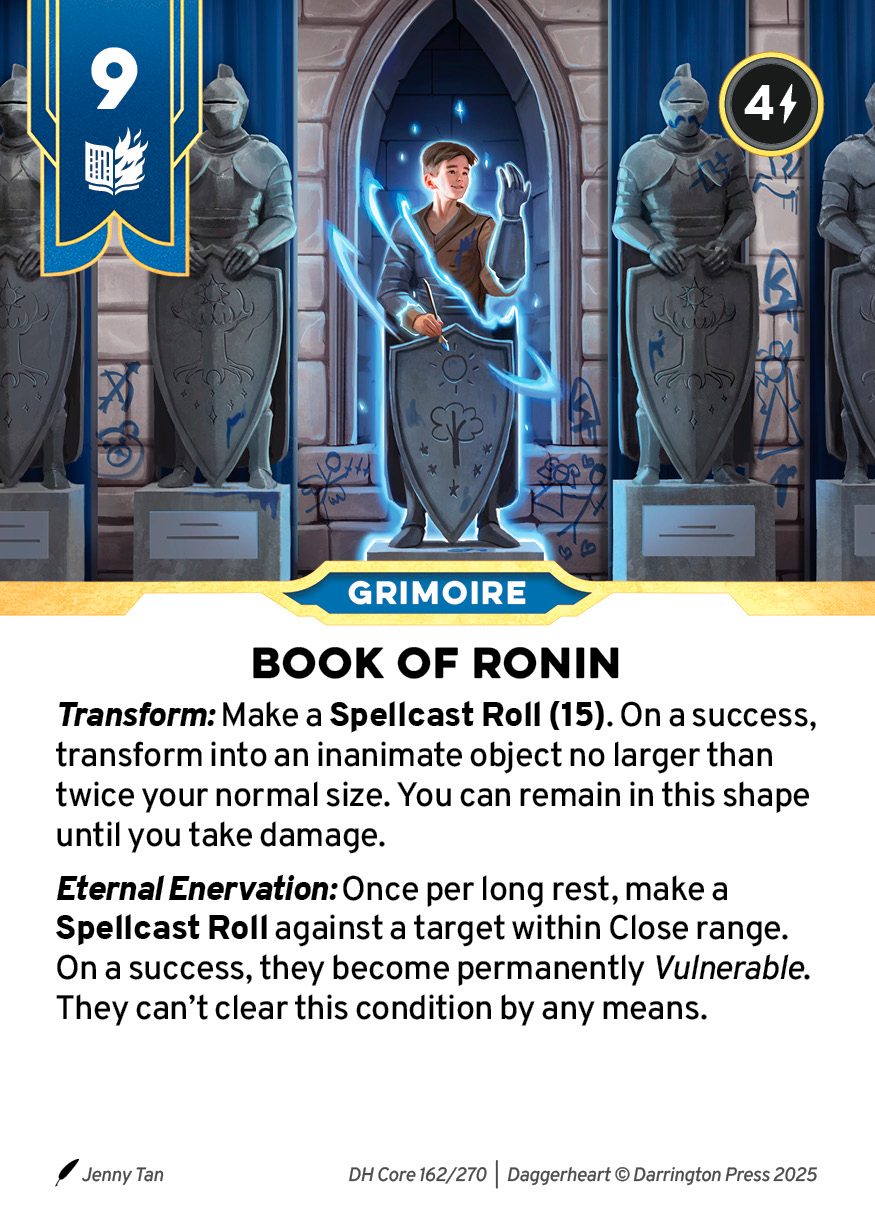 9
4
GRIMOIRE
BOOK OF RONIN
Transform: Make a Spellcast Roll (15). On a success,
transform into an inanimate object no larger than
twice your normal size. You can remain in this shape
until you take damage.
Eternal Enervation: Once per long rest, make a
Spellcast Roll against a target within Close range.
On a success, they become permanently Vulnerable.
They can’t clear this condition by any means.
Jenny Tan
DH Core 162/270 | Daggerheart © Darrington Press 2025